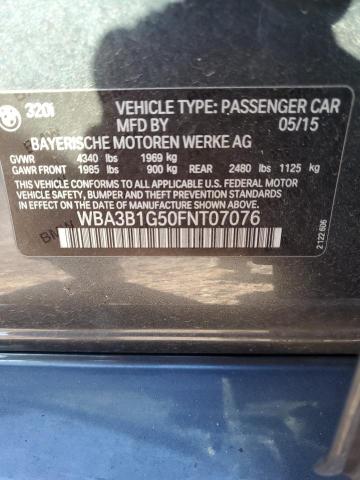 320i VEHICLE TYPE: PASSENGER CAR
MFD BY 05/15
BAYERISCHE MOTOREN WERKE AG
GVWR 4340 lbs 1969 kg
GAWR FRONT 1985 lbs 900 kg REAR 2480 lbs 1125 kg
THIS VEHICLE CONFORMS TO ALL APPLICABLE U.S. FEDERAL MOTOR
VEHICLE SAFETY, BUMPER, AND THEFT PREVENTION STANDARDS
IN EFFECT ON THE DATE OF MANUFACTURE SHOWN ABOVE.
WBA3B1G50FNT07076
2 122 606